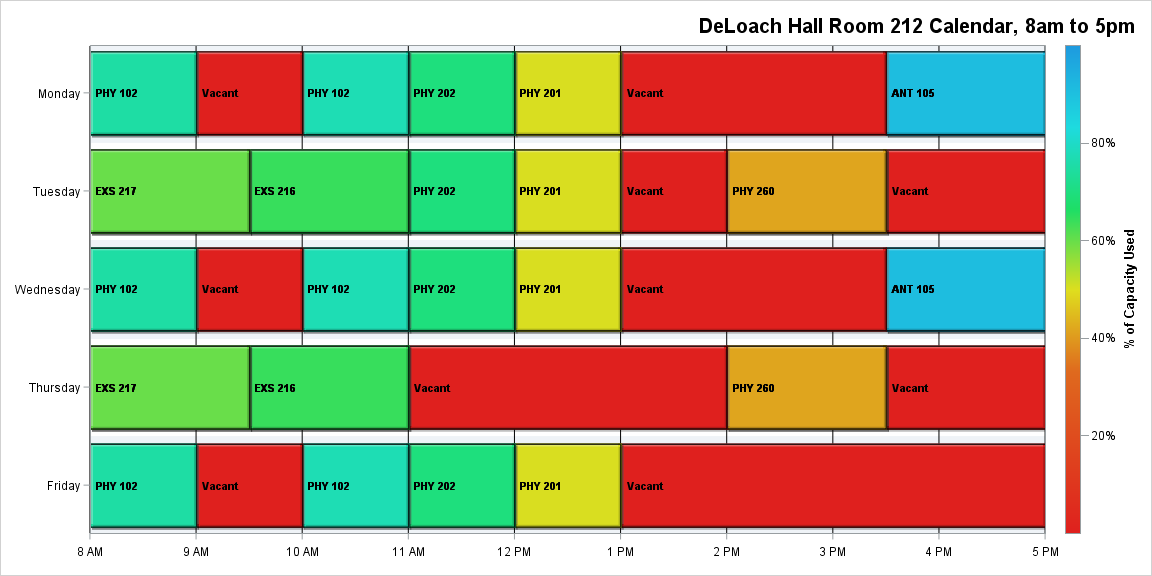 DeLoach Hall Room 212 Calendar, 8am to 5pm
Monday
PHY 102
Vacant
PHY 102
PHY 202
PHY 201
Vacant
ANT 105
Tuesday
EXS 217
EXS 216
PHY 202
PHY 201
Vacant
PHY 260
Vacant
Wednesday
PHY 102
Vacant
PHY 102
PHY 202
PHY 201
Vacant
ANT 105
Thursday
EXS 217
EXS 216
Vacant
PHY 260
Vacant
Friday
PHY 102
Vacant
PHY 102
PHY 202
PHY 201
Vacant
8 AM
9 AM
10 AM
11 AM
12 PM
1 PM
2 PM
3 PM
4 PM
5 PM
80%
60%
40%
20%
% of Capacity Used